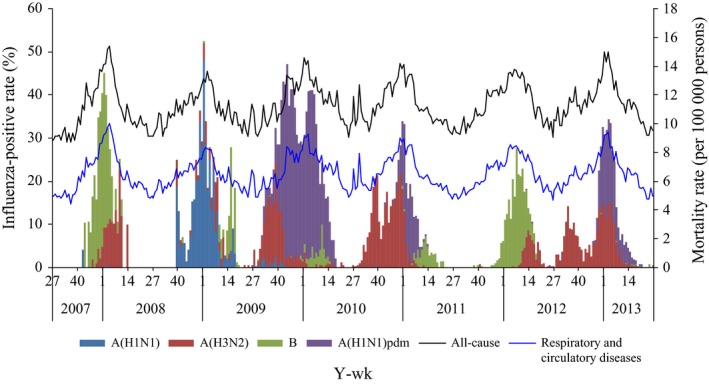 Influenza-positive rate (%)
60
50
40
30
20
10
0
18
16
14
12
10
8
6
4
2
0
Mortality rate (per 100 000 persons)
27 40 1 14 27 40 1 14 27 40 1 14 27 40 1 14 27 40 1 14 27 40 1 14
2007 2008 2009 2010 2011 2012 2013
A(H1N1) A(H3N2) B A(H1N1)pdm All-cause Respiratory and
circulatory diseases
Y-wk